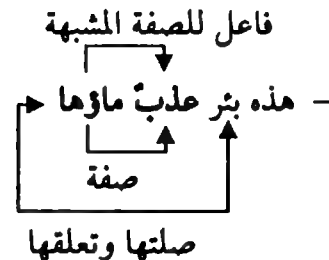 فاعل للصفة المشبهة
– هذه بئر عذبٌ ماؤها
صفة
صلتها وتعلقها